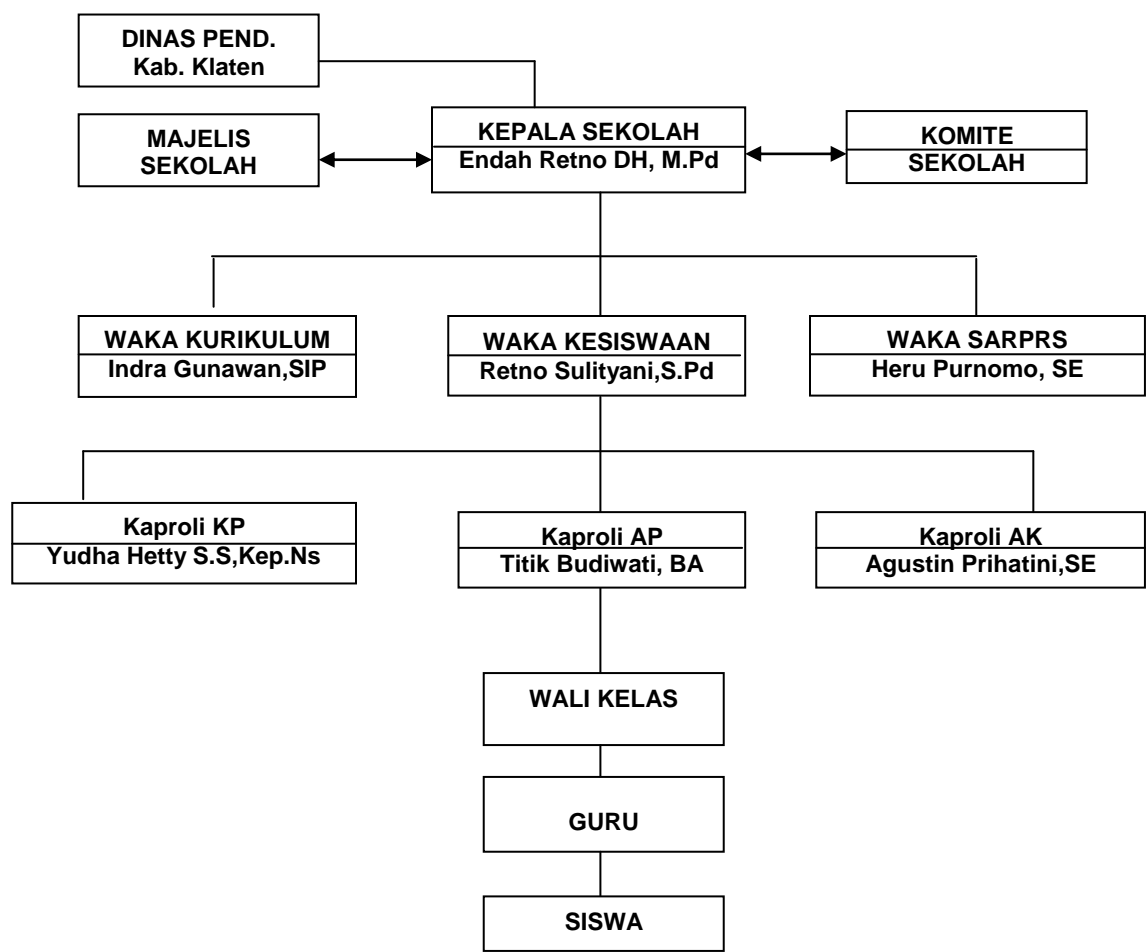 DINAS PEND.
Kab. Klaten
MAJELIS
SEKOLAH
KEPALA SEKOLAH
Endah Retno DH, M.Pd
KOMITE
SEKOLAH
WAKA KURIKULUM
Indra Gunawan,SIP
WAKA KESISWAAN
Retno Sulityani,S.Pd
WAKA SARPRS
Heru Purnomo, SE
Kaproli KP
Yudha Hetty S.S,Kep.Ns
Kaproli AP
Titik Budiwati, BA
Kaproli AK
Agustin Prihatini,SE
WALI KELAS
GURU
SISWA